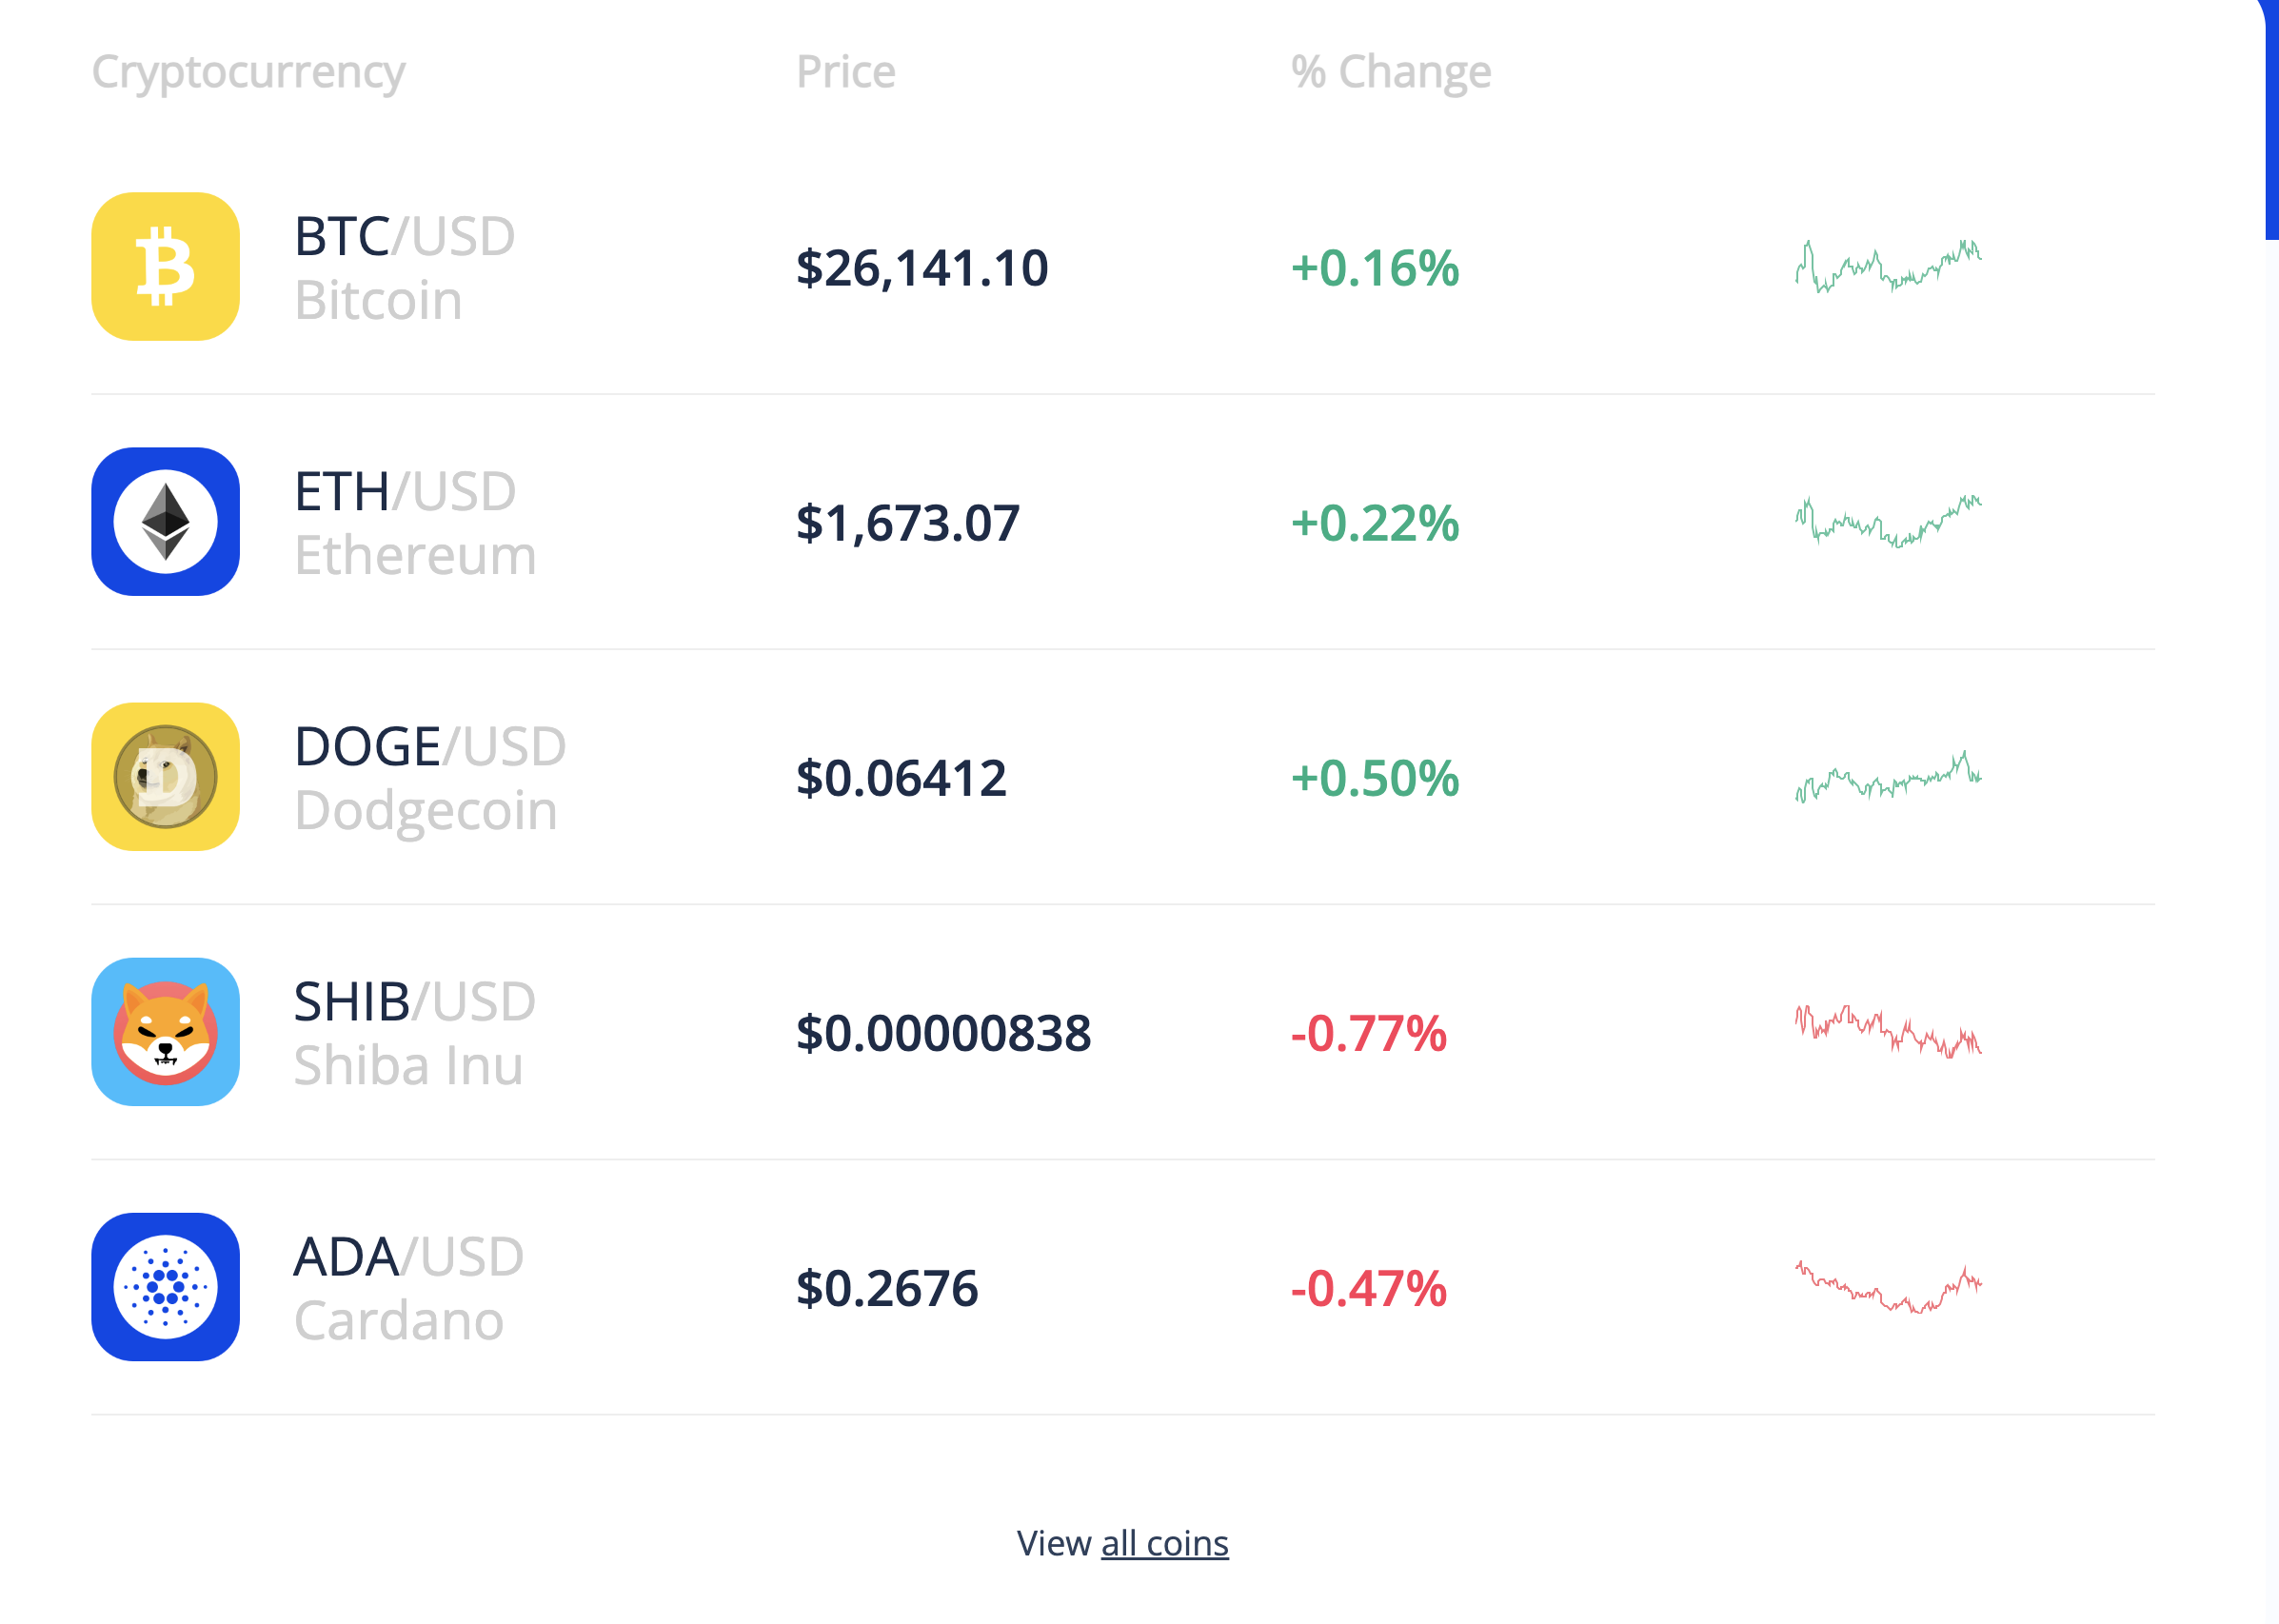 Cryptocurrency Price % Change
BTC/USD
Bitcoin
$26,141.10 +0.16%
ETH/USD
Ethereum
$1,673.07 +0.22%
DOGE/USD
Dodgecoin
$0.06412 +0.50%
SHIB/USD
Shiba Inu
$0.00000838 -0.77%
ADA/USD
Cardano
$0.2676 -0.47%
View all coins